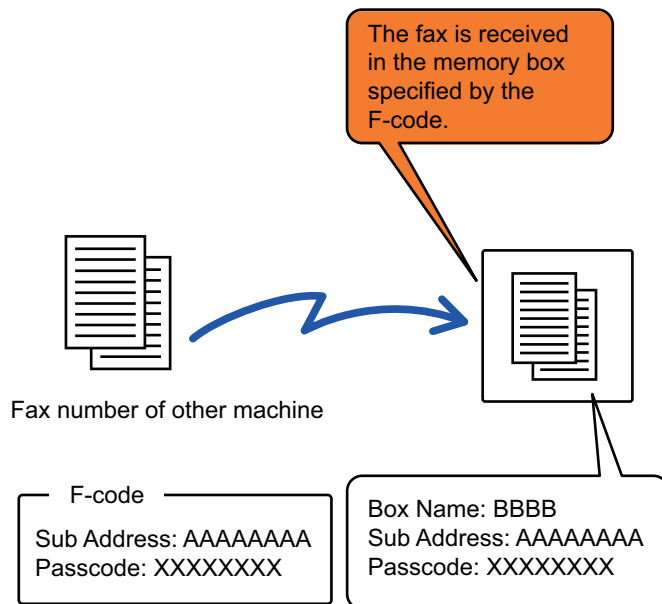 The fax is received
in the memory box
specified by the
F-code.
Fax number of other machine
F-code
Sub Address: AAAAAAAA
Passcode: XXXXXXXX
Box Name: BBBB
Sub Address: AAAAAAAA
Passcode: XXXXXXXX